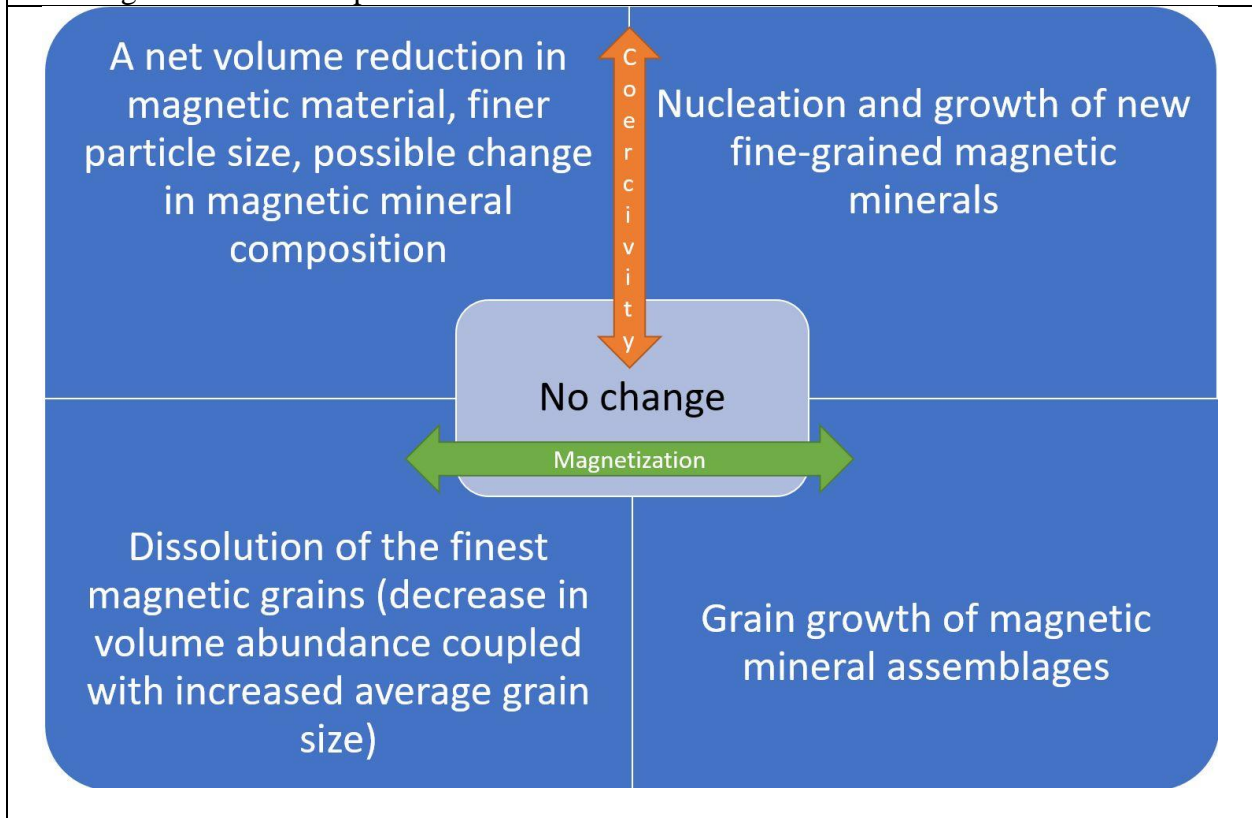 A net volume reduction in
magnetic material, finer
particle size, possible change
in magnetic mineral
composition
Coercivity
Nucleation and growth of new
fine-grained magnetic
minerals
No change
Magnetization
Dissolution of the finest
magnetic grains (decrease in
volume abundance coupled
with increased average grain
size)
Grain growth of magnetic
mineral assemblages